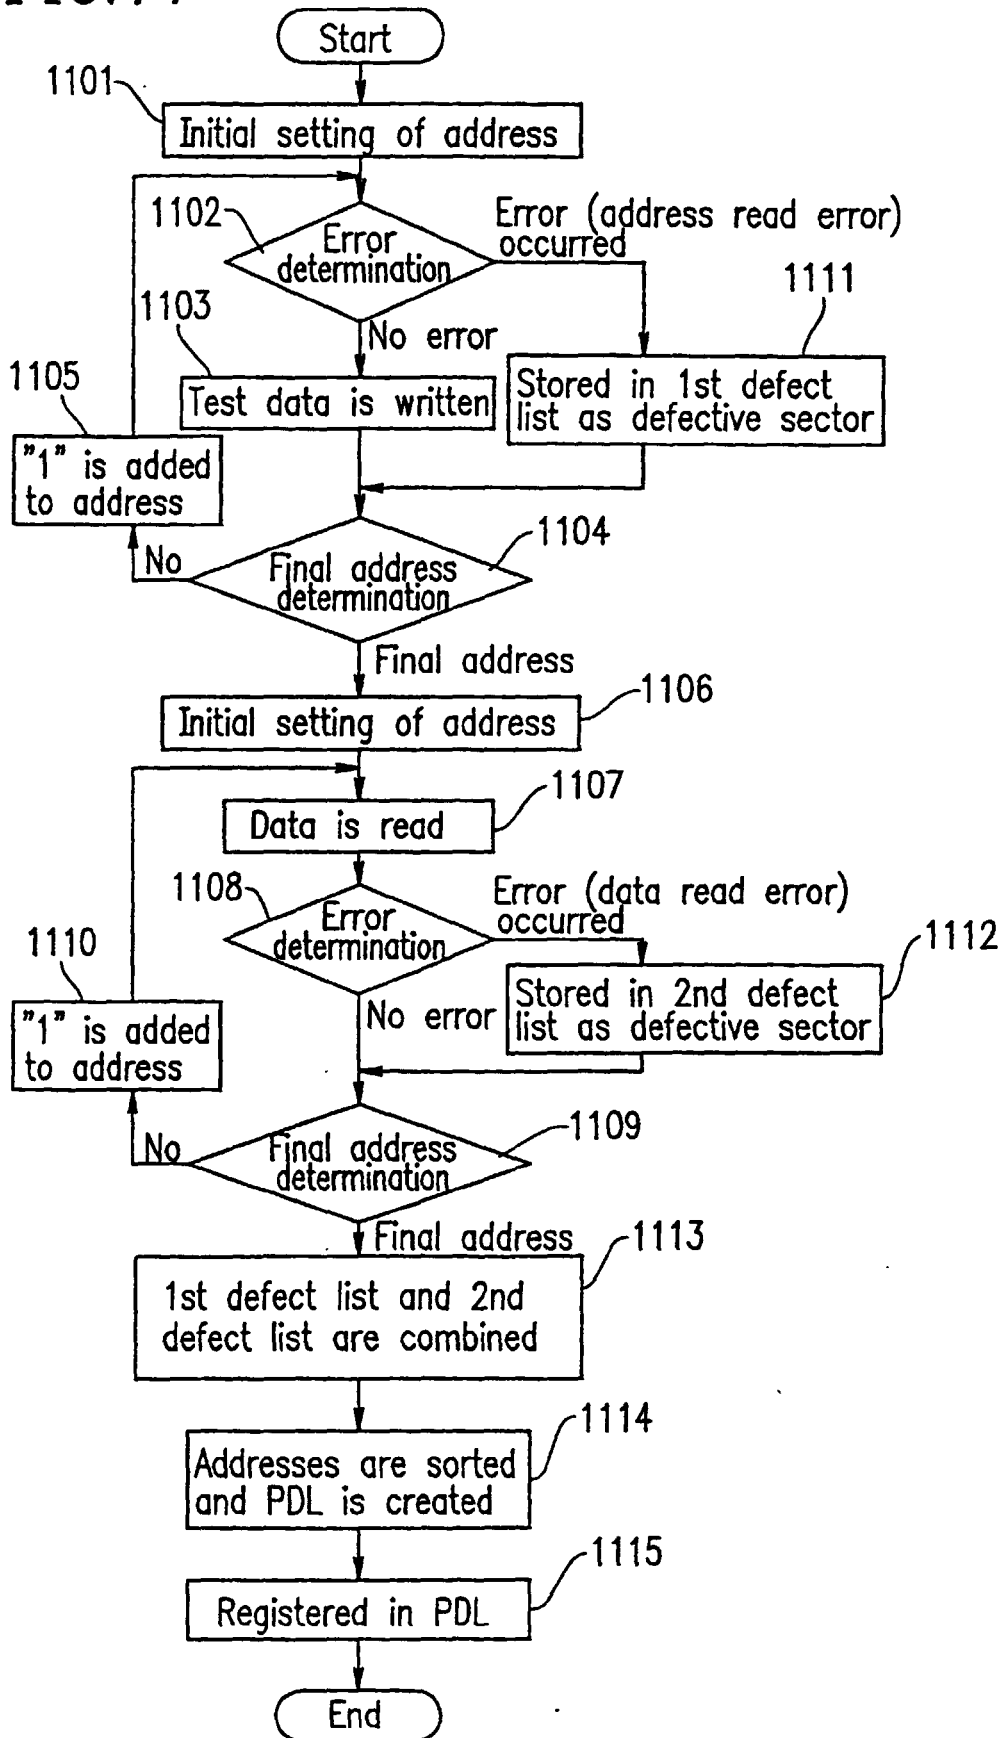 Start
1101
Initial setting of address
1102
Error
determination
Error (address read error)
occurred
1111
1103
No error
1105
Test data is written
Stored in 1st defect
list as defective sector
"1" is added
to address
1104
No
Final address
determination
Final address
1106
Initial setting of address
1107
Data is read
1108
Error
determination
Error (data read error)
occurred
1112
1110
No error
Stored in 2nd defect
list as defective sector
"1" is added
to address
1109
No
Final address
determination
Final address
1113
1st defect list and 2nd
defect list are combined
1114
Addresses are sorted
and PDL is created
1115
Registered in PDL
End